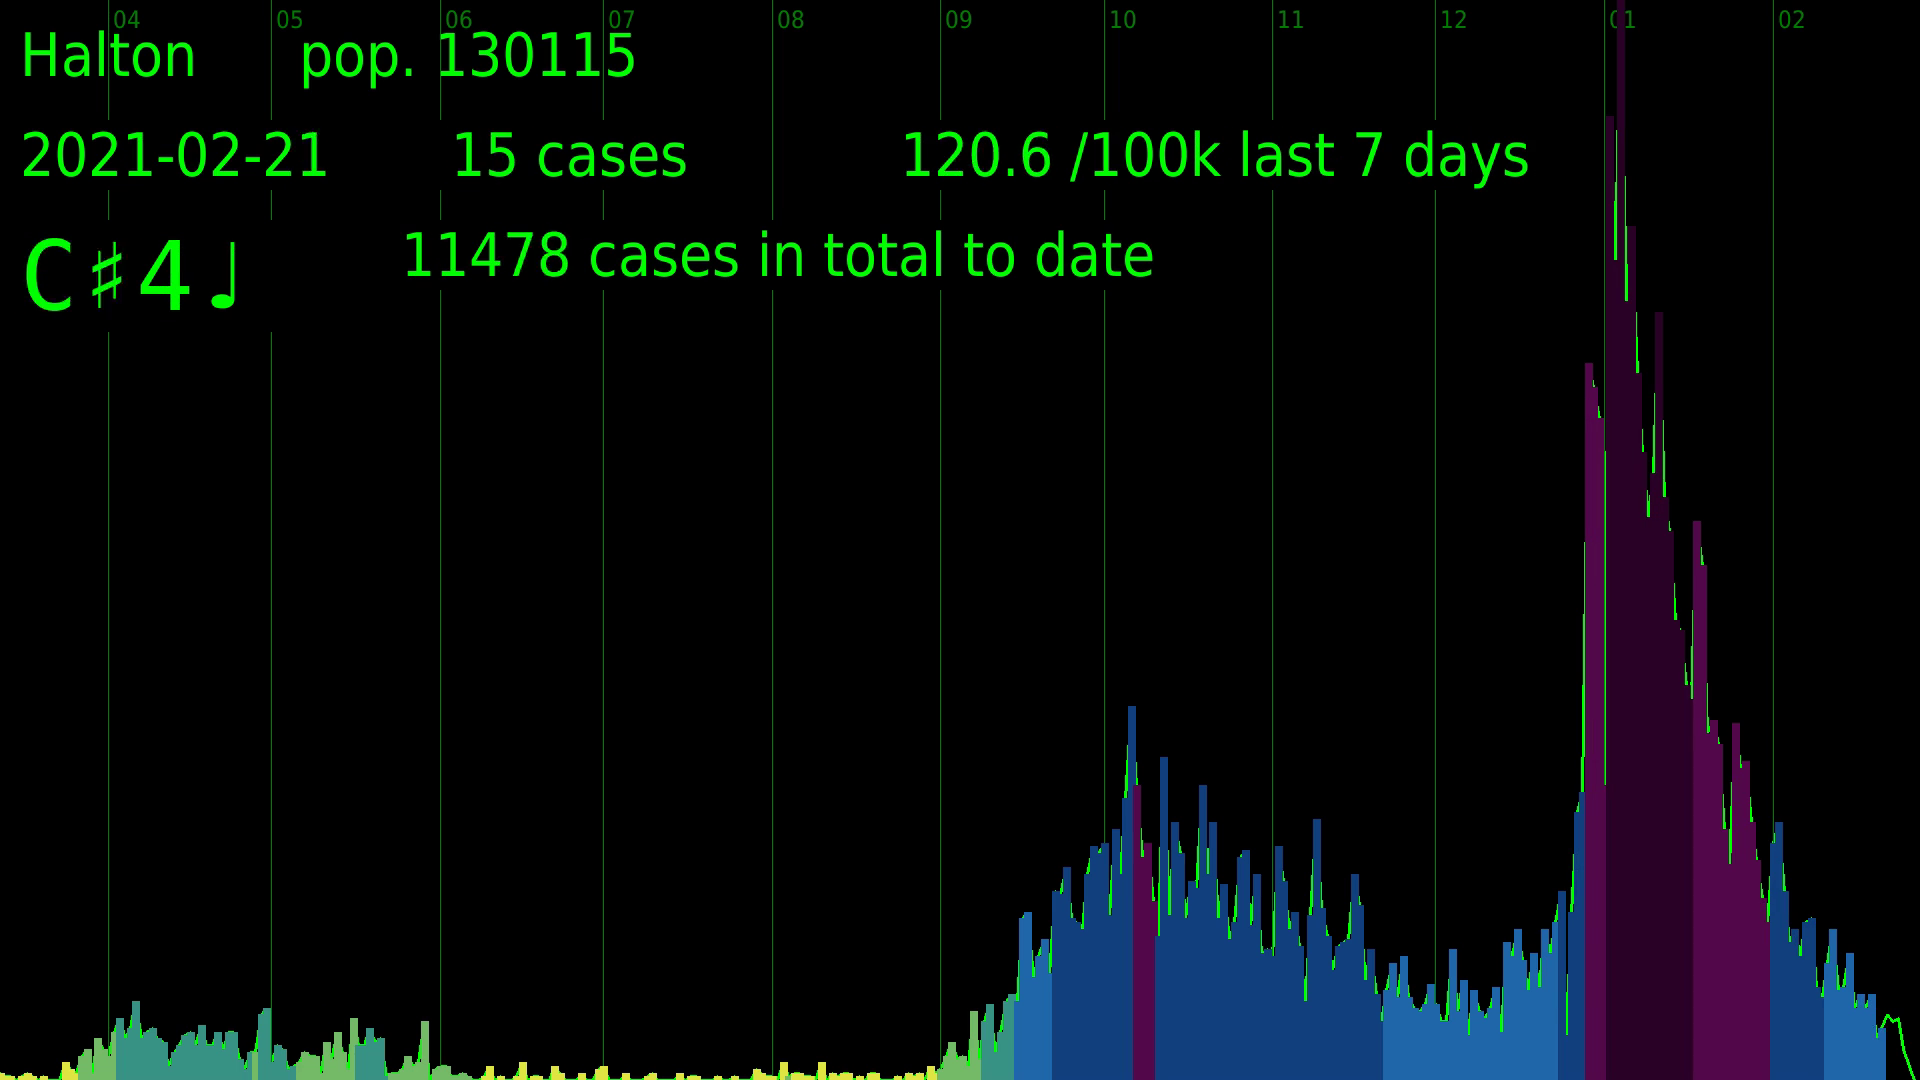 04 05 06 07 08 09 10 11 12 01 02
Halton pop. 130115
2021-02-21 15 cases 120.6 /100k last 7 days
C♯4♩ 11478 cases in total to date